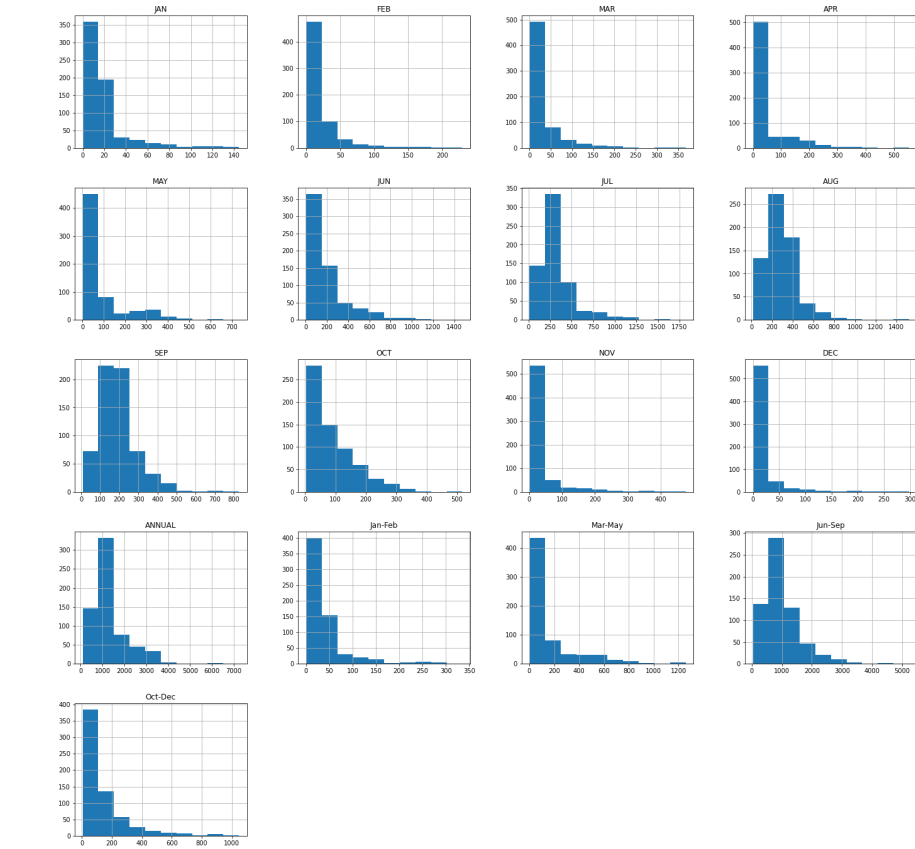 JAN FEB MAR APR
350 300 250 200 150 100 50 0
0 20 40 60 80 100 120 140
400 300 200 100 0
0 50 100 150 200
500 400 300 200 100 0
0 50 100 150 200 250 300 350
500 400 300 200 100 0
0 100 200 300 400 500
MAY JUN JUL AUG
400 300 200 100 0
0 100 200 300 400 500 600 700
350 300 250 200 150 100 50 0
0 200 400 600 800 1000 1200 1400
350 300 250 200 150 100 50 0
0 250 500 750 1000 1250 1500 1750
250 200 150 100 50 0
0 200 400 600 800 1000 1200 1400
SEP OCT NOV DEC
200 150 100 50 0
0 100 200 300 400 500 600 700 800
250 200 150 100 50 0
0 100 200 300 400 500
500 400 300 200 100 0
0 100 200 300 400
500 400 300 200 100 0
0 50 100 150 200 250 300
ANNUAL Jan-Feb Mar-May Jun-Sep
300 250 200 150 100 50 0
0 1000 2000 3000 4000 5000 6000 7000
400 350 300 250 200 150 100 50 0
0 50 100 150 200 250 300 350
400 300 200 100 0
0 200 400 600 800 1000 1200
300 250 200 150 100 50 0
0 1000 2000 3000 4000 5000
Oct-Dec
400 350 300 250 200 150 100 50 0
0 200 400 600 800 1000